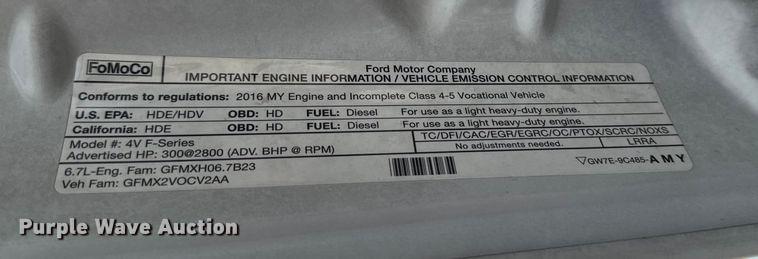 FoMoCo
Ford Motor Company
IMPORTANT ENGINE INFORMATION / VEHICLE EMISSION CONTROL INFORMATION
Conforms to regulations: 2016 MY Engine and Incomplete Class 4-5 Vocational Vehicle
U.S. EPA: HDE/HDV OBD: HD FUEL: Diesel For use as a light heavy-duty engine.
California: HDE OBD: HD FUEL: Diesel For use as a light heavy-duty engine.
Model #: 4V F-Series TC/DFI/CAC/EGR/EGRC/OC/PTOX/SCRC/NOXS
Advertised HP: 300@2800 (ADV. BHP @ RPM) No adjustments needed. LRRA
6.7L-Eng. Fam: GFMXH06.7B23
Veh Fam: GFMX2VOCV2AA
GW7E-9C485-AMY
Purple Wave Auction